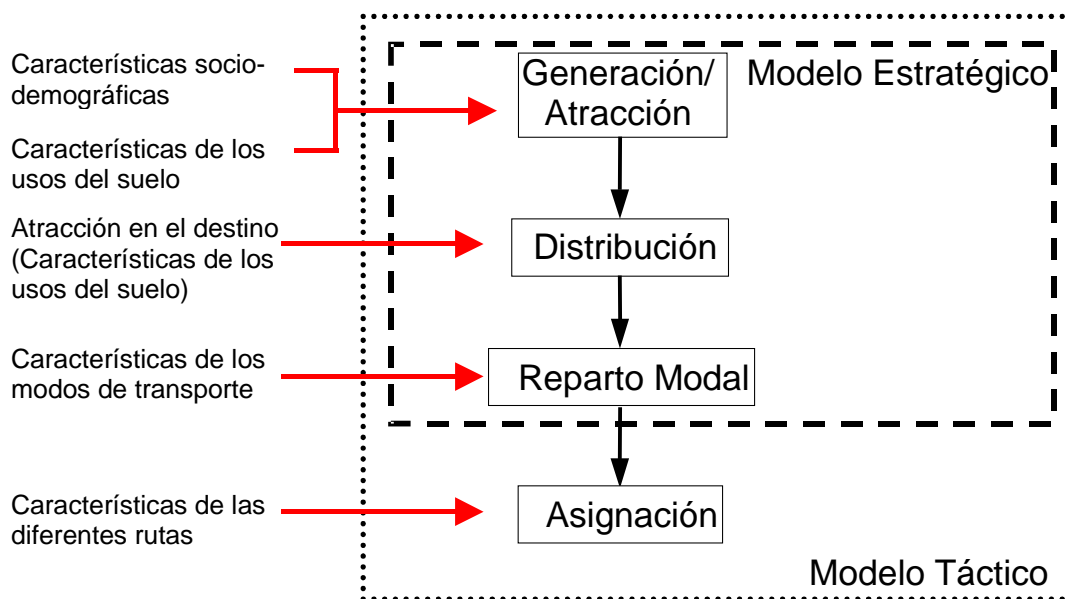 Características socio-
demográficas
Características de los
usos del suelo
Generación/
Atracción
Modelo Estratégico
Atracción en el destino
(Características de los
usos del suelo)
Distribución
Características de los
modos de transporte
Reparto Modal
Características de las
diferentes rutas
Asignación
Modelo Táctico